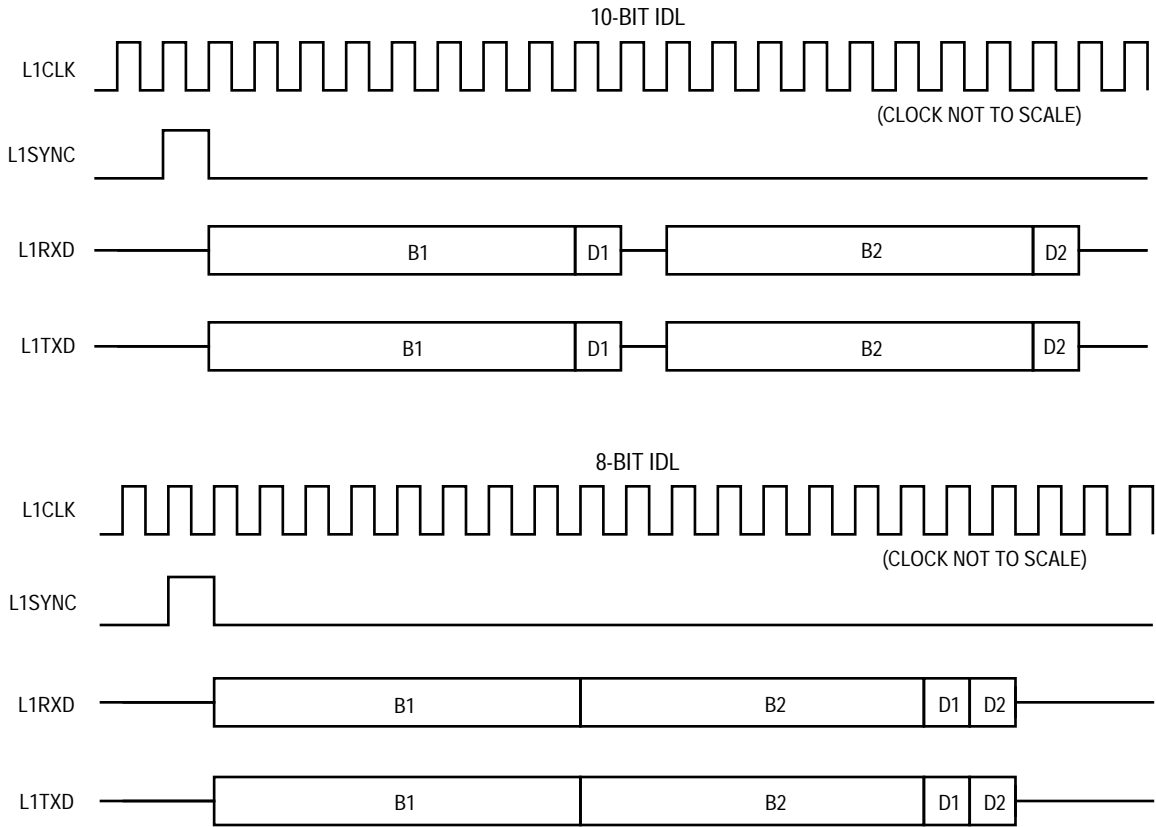 10-BIT IDL
L1CLK
(CLOCK NOT TO SCALE)
L1SYNC
L1RXD B1 D1 B2 D2
L1TXD B1 D1 B2 D2
8-BIT IDL
L1CLK
(CLOCK NOT TO SCALE)
L1SYNC
L1RXD B1 B2 D1 D2
L1TXD B1 B2 D1 D2